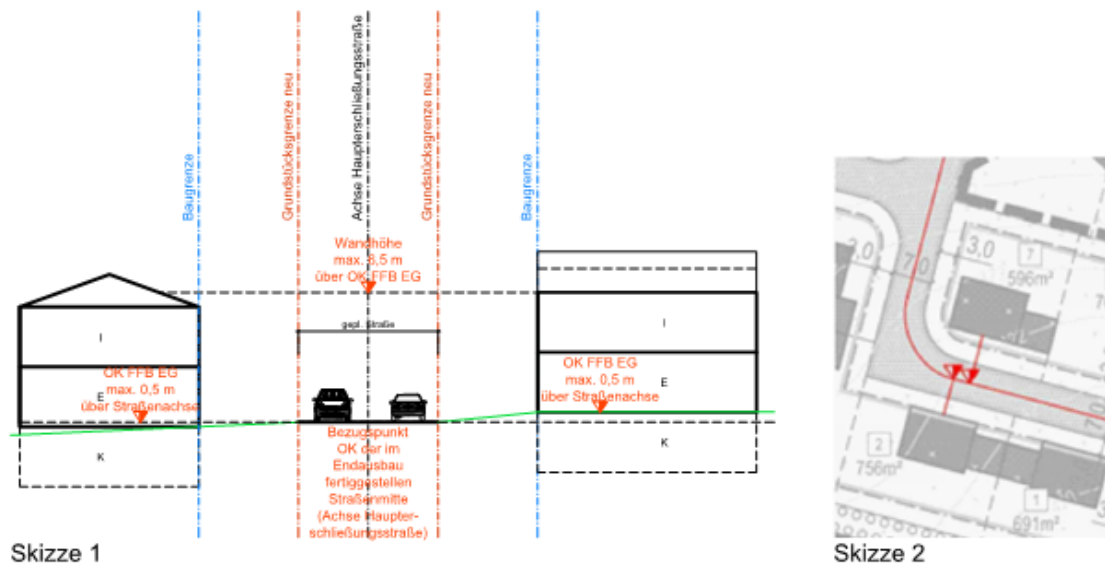 Baugrenze
Grundstücksgrenze neu
Achse Haupterschließungsstraße
Grundstücksgrenze neu
Baugrenze
Wandhöhe
max. 6,5 m
über OK FFB EG
gepl. Straße
I
I
OK FFB EG
max. 0,5 m
über Straßenachse
E
OK FFB EG
max. 0,5 m
über Straßenachse
E
K
K
Bezugspunkt
OK der im
Endausbau
fertiggestellen
Straßenmitte
(Achse Haupter-
schließungsstraße)
Skizze 1
3,0
7,0
3,0
7
596m²
2
756m²
1
691m²
Skizze 2